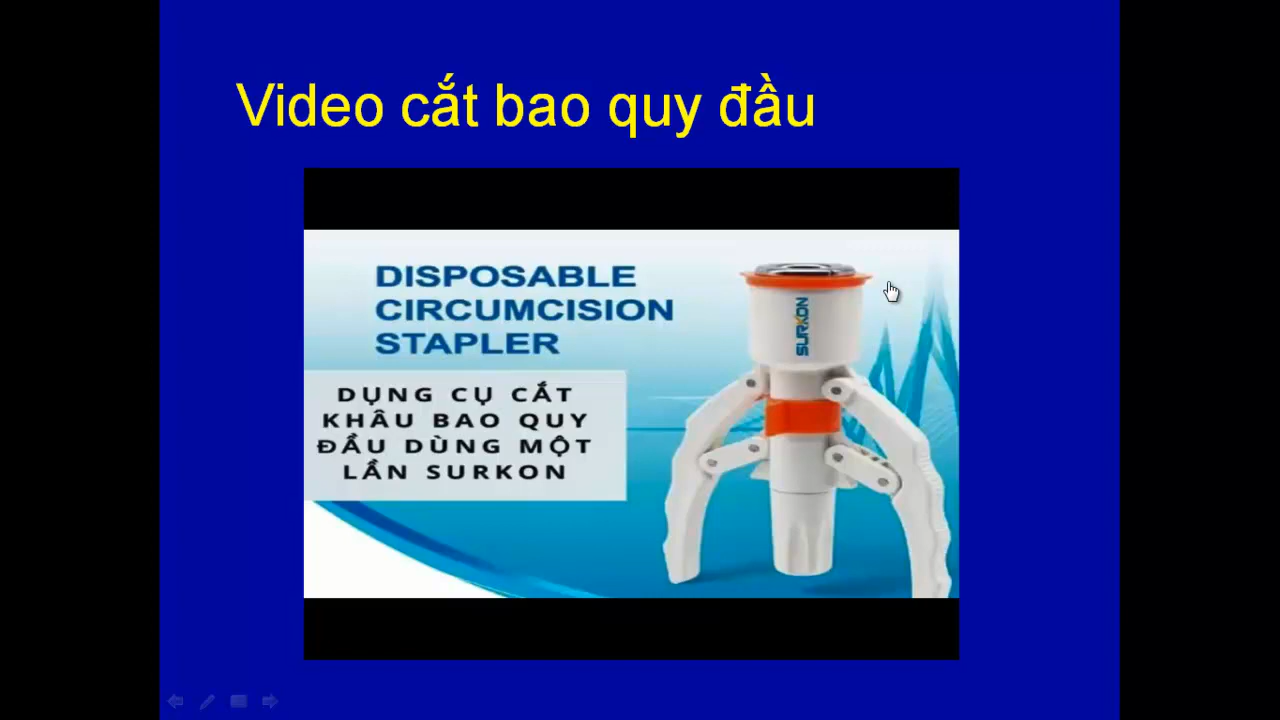 Video cắt bao quy đầu
DISPOSABLE
CIRCUMCISION
STAPLER
DỤNG CỤ CẮT
KHÂU BAO QUY
ĐẦU DÙNG MỘT
LẦN SURKON
SURKON